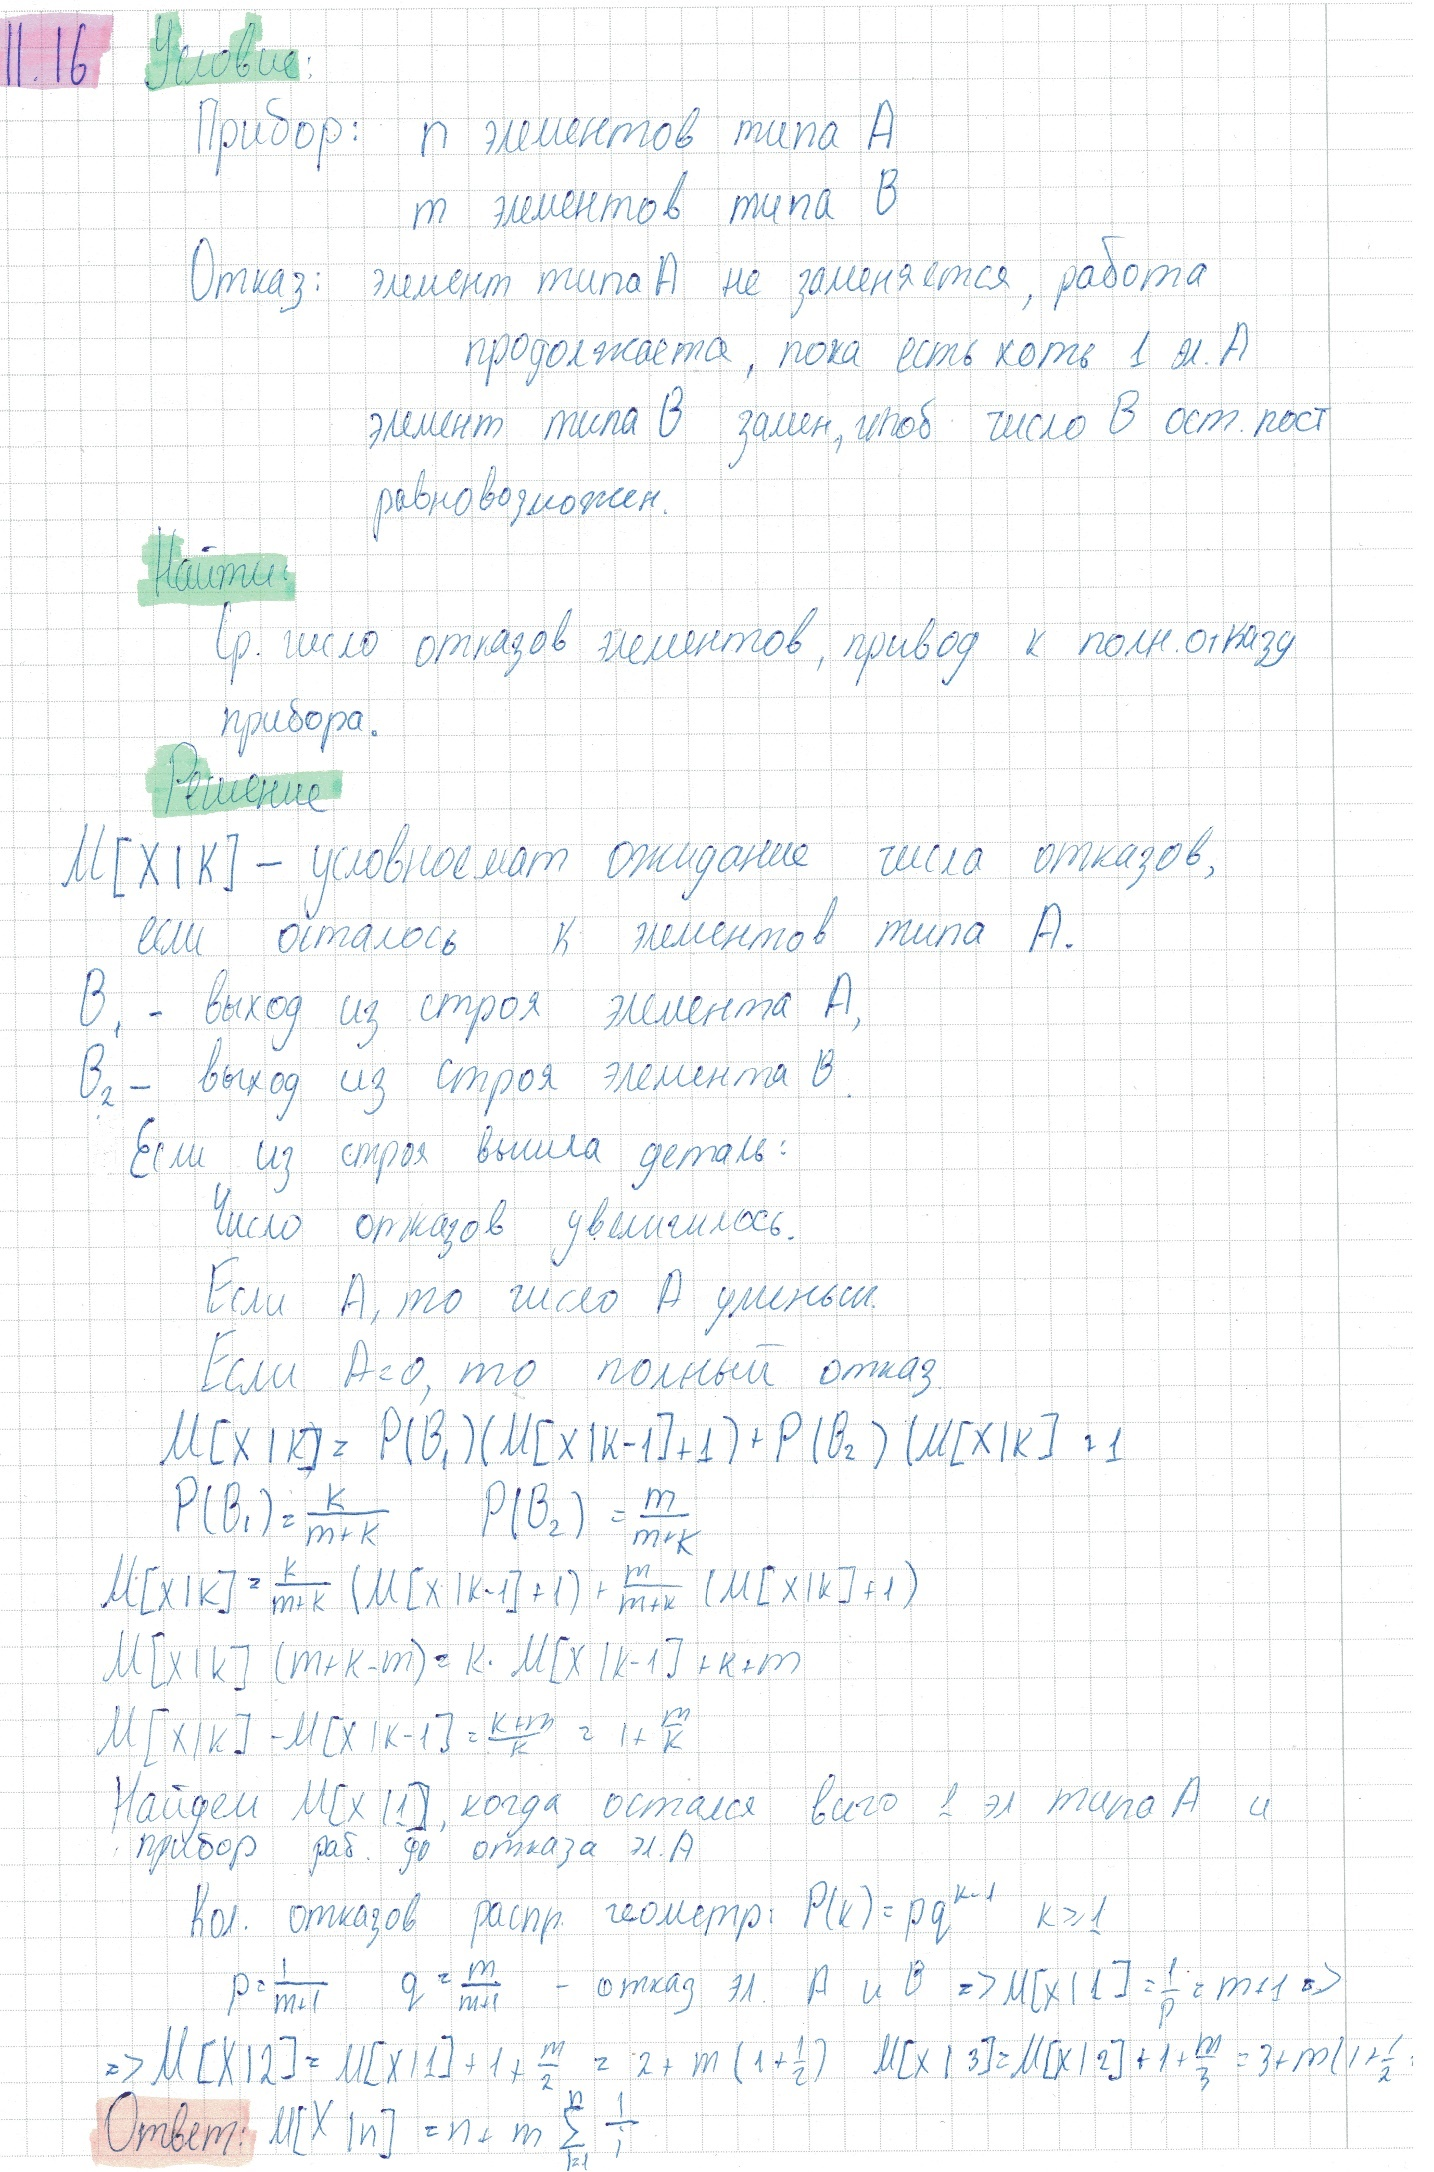 11.16 Условие:
Прибор: n элементов типа A
m элементов типа B
Отказ: элемент типа A не заменяется, работа
продолжается, пока есть хоть 1 эл. A
элемент типа B замен, чтоб число B ост. пост
равновозможен.
Найти:
Ср. число отказов элементов, привод к полн. отказу
прибора.
Решение
M[X|K] – условное мат ожидание числа отказов,
если осталось K элементов типа A.
B₁ - выход из строя элемента A,
B₂ – выход из строя элемента B.
Если из строя вышла деталь:
Число отказов увеличилось.
Если A, то число A уменьш.
Если A=0, то полный отказ.
M[X|K] = P(B₁)(M[X|K-1]+1) + P(B₂)(M[X|K] +1
P(B₁) = k/(m+k) P(B₂) = m/(m+k)
M[X|K] = k/(m+k) (M[X|K-1]+1) + m/(m+k) (M[X|K]+1)
M[X|K] (m+k-m) = k · M[X|K-1] + k+m
M[X|K] - M[X|K-1] = (k+m)/k = 1 + m/k
Найдем M[X|1], когда остался всего 1 эл типа A и
прибор раб. до отказа эл. A
Кол. отказов распр. геометр: P(k) = pq^(k-1) k≥1
p = 1/(m+1) q = m/(m+1) - отказ эл. A и B => M[X|1] = 1/p = m+1 =>
=> M[X|2] = M[X|1] + 1 + m/2 = 2 + m(1+1/2) M[X|3] = M[X|2] + 1 + m/3 = 3 + m(1+1/2
Ответ: M[X|n] = n + m ∑_{i=1}^{n} 1/i